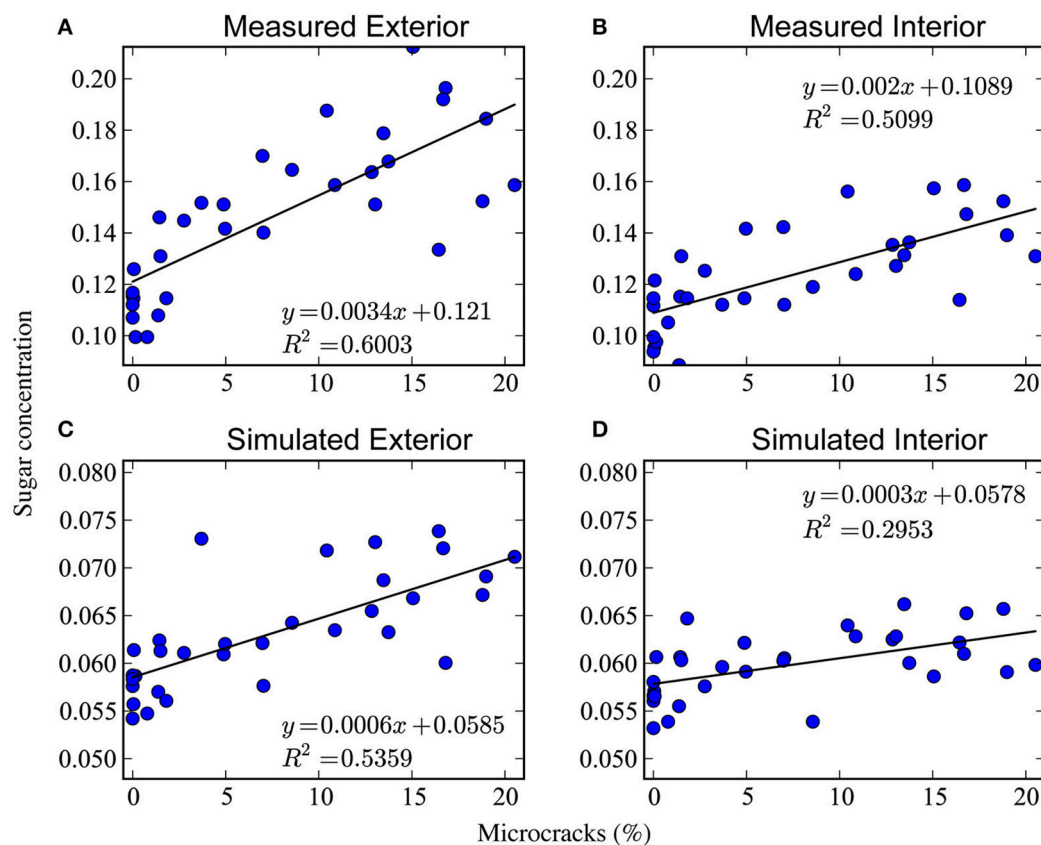 A Measured Exterior
0.20
0.18
0.16
0.14
0.12
0.10
y=0.0034x+0.121
R²=0.6003
0 5 10 15 20
B Measured Interior
0.20
0.18
0.16
0.14
0.12
0.10
y=0.002x+0.1089
R²=0.5099
0 5 10 15 20
Sugar concentration
C Simulated Exterior
0.080
0.075
0.070
0.065
0.060
0.055
0.050
y=0.0006x+0.0585
R²=0.5359
0 5 10 15 20
D Simulated Interior
0.080
0.075
0.070
0.065
0.060
0.055
0.050
y=0.0003x+0.0578
R²=0.2953
0 5 10 15 20
Microcracks (%)